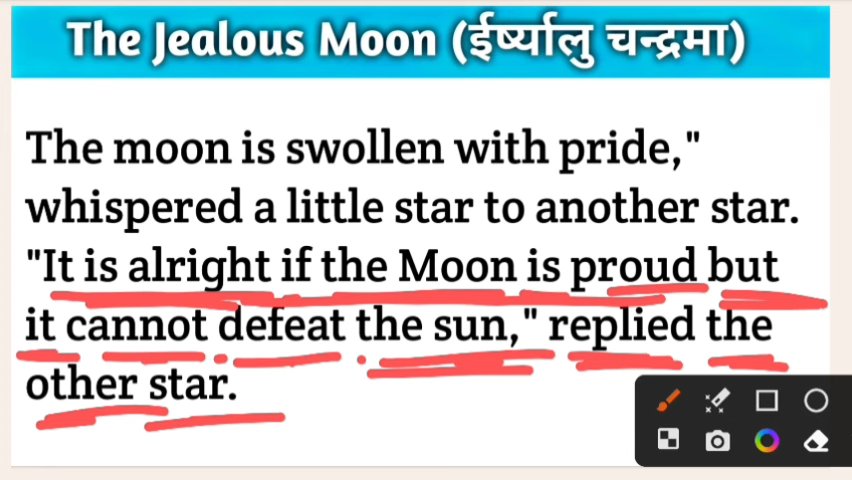 The Jealous Moon (ईर्ष्यालु चन्द्रमा)
The moon is swollen with pride,"
whispered a little star to another star.
"It is alright if the Moon is proud but
it cannot defeat the sun," replied the
other star.